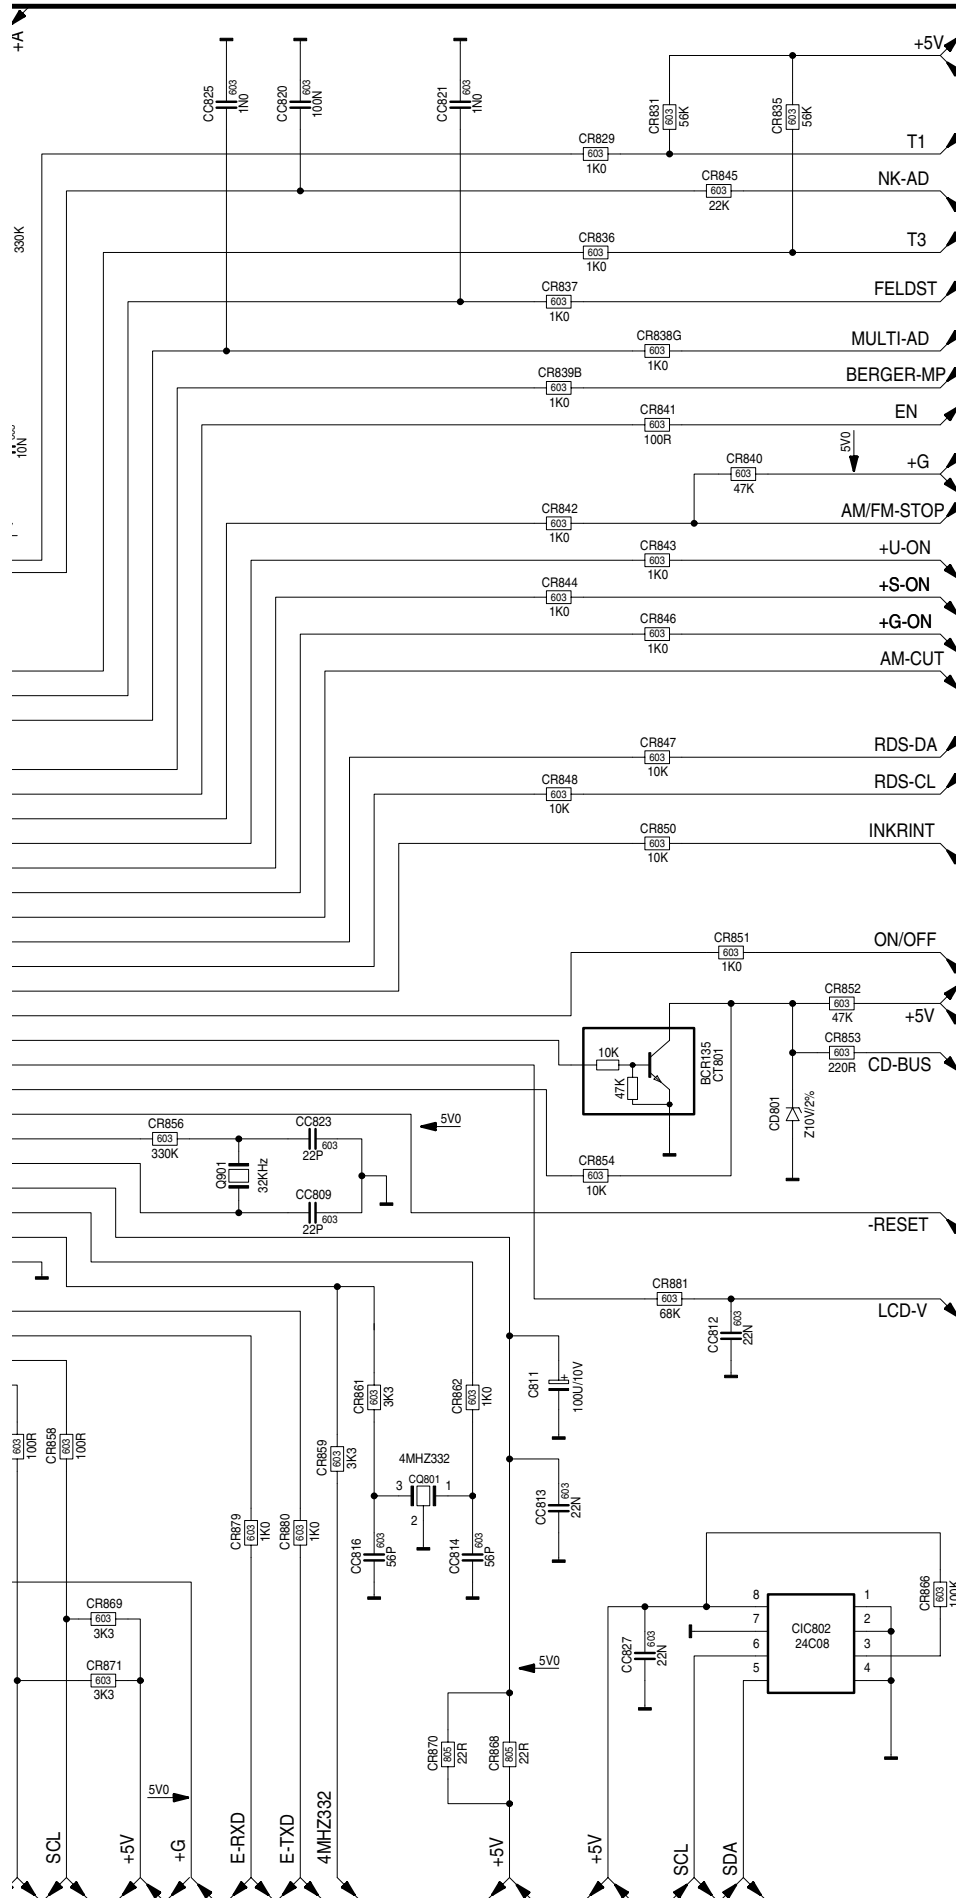 +A
+5V
CC825
603
1N0
CC820
603
100N
CC821
603
1N0
CR831
603
56K
CR835
603
56K
CR829
603
1K0
T1
CR845
603
22K
NK-AD
330K
CR836
603
1K0
T3
CR837
603
1K0
FELDST
CR838G
603
1K0
MULTI-AD
CR839B
603
1K0
BERGER-MP
CR841
603
100R
EN
10N
5V0
CR840
603
47K
+G
CR842
603
1K0
AM/FM-STOP
CR843
603
1K0
+U-ON
CR844
603
1K0
+S-ON
CR846
603
1K0
+G-ON
AM-CUT
CR847
603
10K
RDS-DA
CR848
603
10K
RDS-CL
CR850
603
10K
INKRINT
CR851
603
1K0
ON/OFF
CR852
603
47K
+5V
CR853
603
220R
CD-BUS
10K
47K
BCR135
CT801
CD801
Z10V/2%
5V0
CR856
603
330K
CC823
603
22P
Q901
32KHz
CC809
603
22P
CR854
603
10K
-RESET
CR881
603
68K
LCD-V
CC812
603
22N
CR861
603
3K3
CR862
603
1K0
C811
+
100U/10V
603
100R
CR858
603
100R
CR859
603
3K3
4MHZ332
CQ801
3
1
2
CC813
603
22N
CR879
603
1K0
CR880
603
1K0
CC816
603
56P
CC814
603
56P
CR866
603
100K
CR869
603
3K3
CR871
603
3K3
CC827
603
22N
8
7
6
5
CIC802
24C08
1
2
3
4
5V0
CR870
805
22R
CR868
805
22R
5V0
SCL
+5V
+G
E-RXD
E-TXD
4MHZ332
+5V
+5V
SCL
SDA